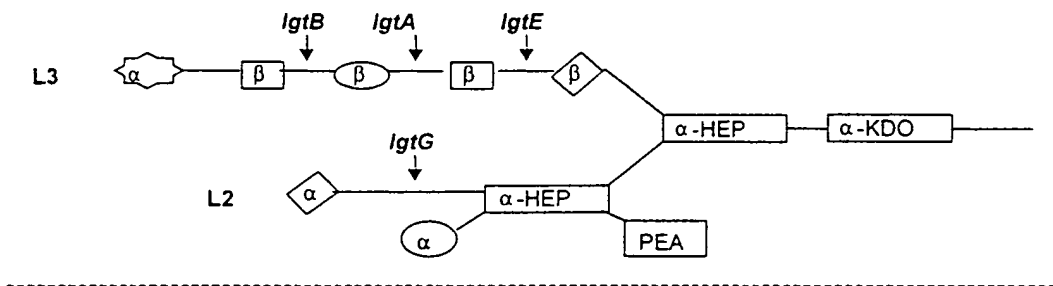 lgtB lgtA lgtE
L3 α β β β β
α-HEP α-KDO
lgtG
L2 α α-HEP
α PEA